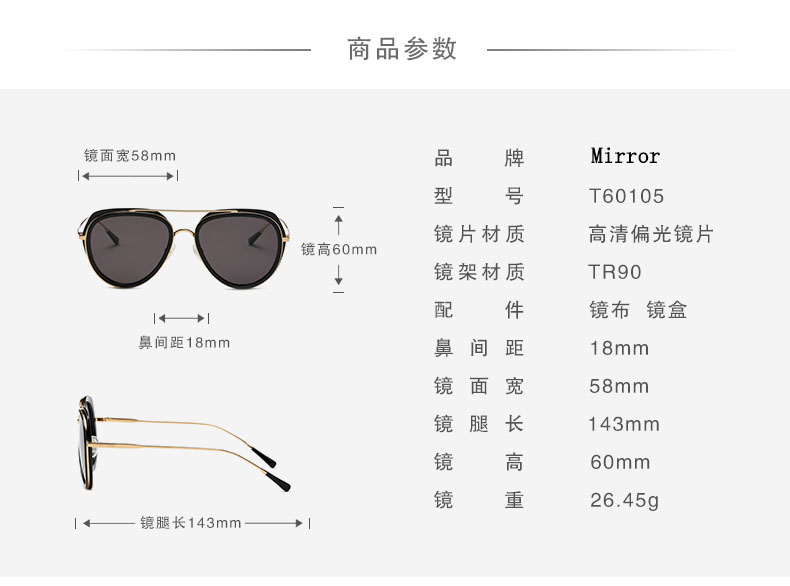 商品参数
镜面宽58mm
镜高60mm
鼻间距18mm
镜腿长143mm
品牌 Mirror
型号 T60105
镜片材质 高清偏光镜片
镜架材质 TR90
配件 镜布 镜盒
鼻间距 18mm
镜面宽 58mm
镜腿长 143mm
镜高 60mm
镜重 26.45g